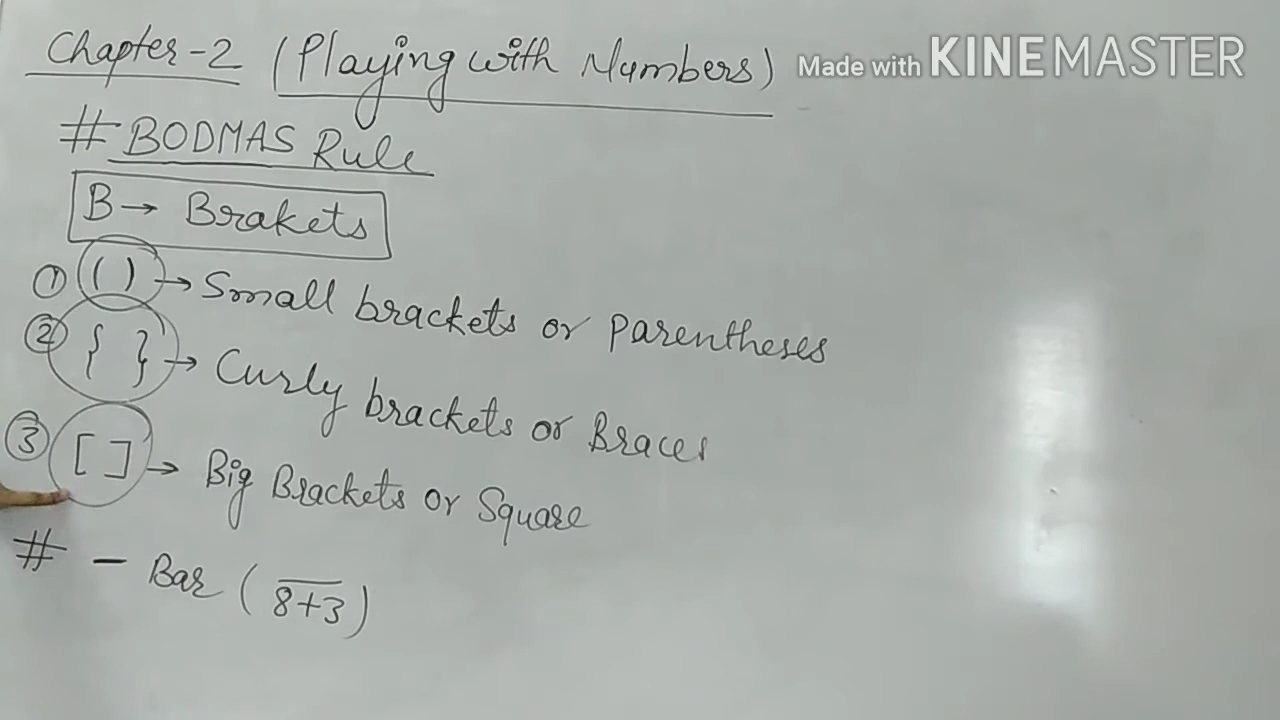 Chapter-2 (Playing with Numbers)
Made with KINEMASTER
# BODMAS Rule
B→ Brakets
① ( ) → Small brackets or parentheses
② { } → Curly brackets or Braces
③ [ ] → Big Brackets or Square
# — Bar ( 8+3̅ )